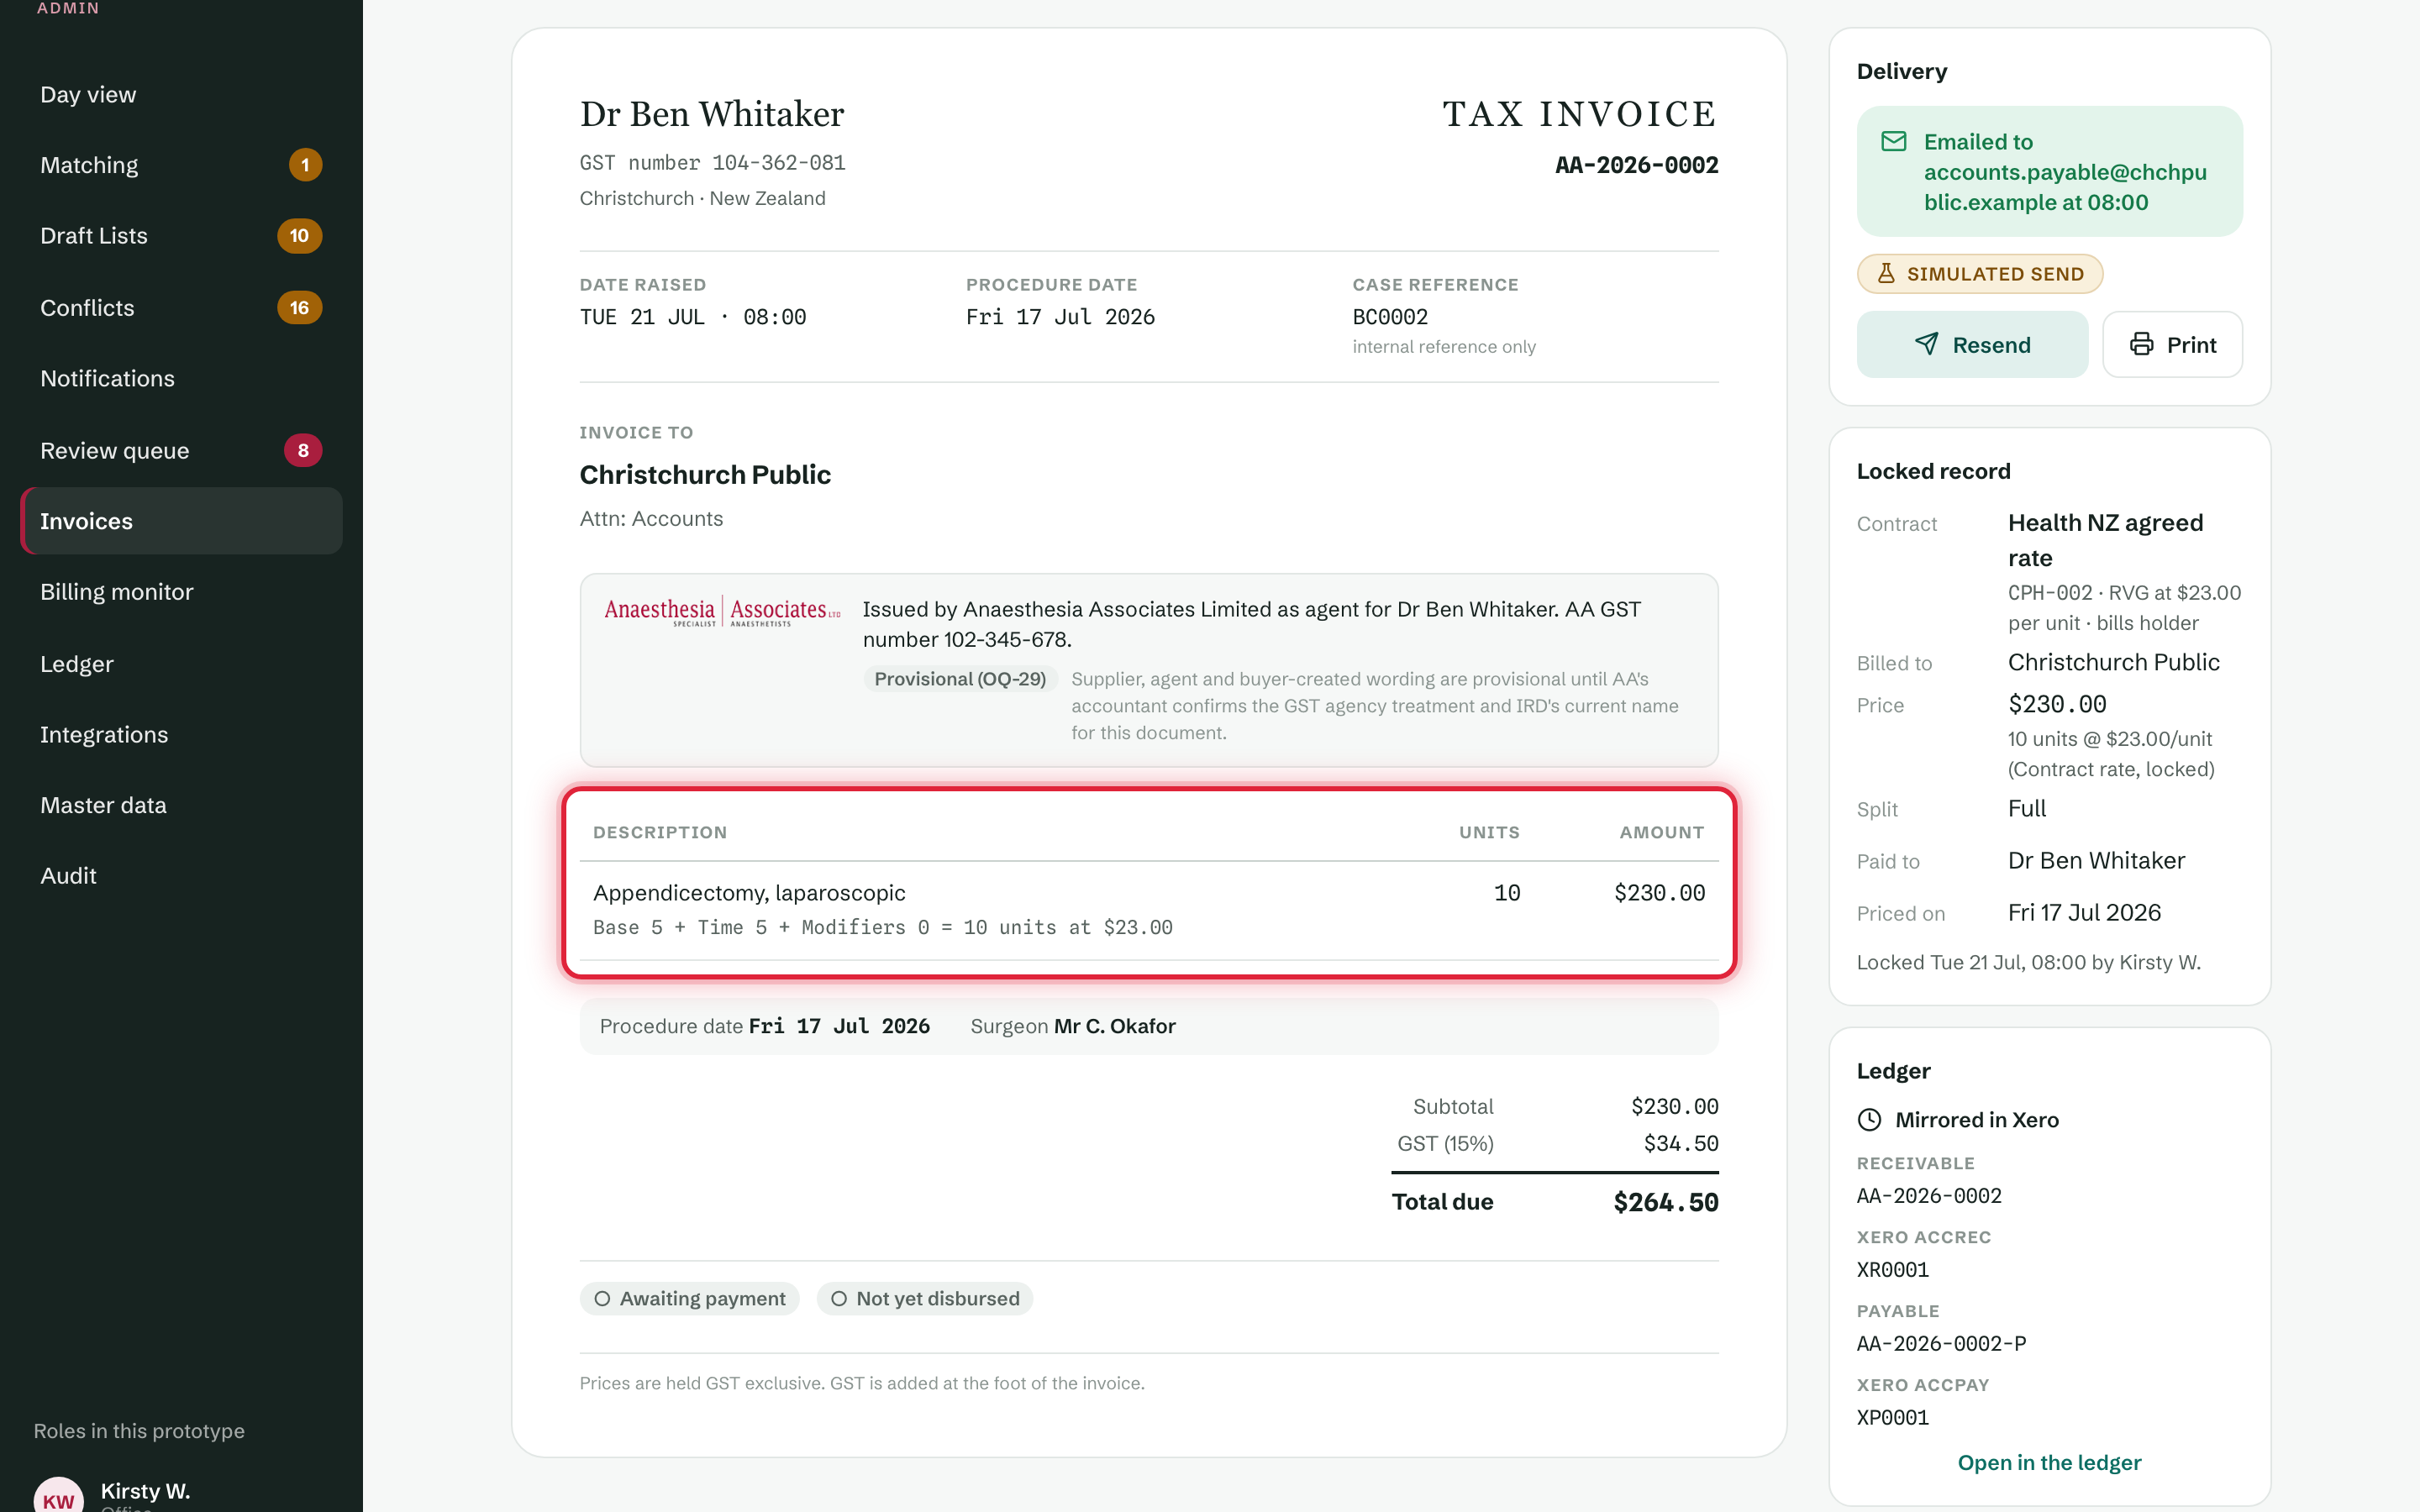 ADMIN
Day view
Matching 1
Draft Lists 10
Conflicts 16
Notifications
Review queue 8
Invoices
Billing monitor
Ledger
Integrations
Master data
Audit
Roles in this prototype
KW Kirsty W.
Office
Dr Ben Whitaker
GST number 104-362-081
Christchurch · New Zealand
TAX INVOICE
AA-2026-0002
DATE RAISED
TUE 21 JUL · 08:00
PROCEDURE DATE
Fri 17 Jul 2026
CASE REFERENCE
BC0002
internal reference only
INVOICE TO
Christchurch Public
Attn: Accounts
Anaesthesia Associates LTD
SPECIALIST ANAESTHETISTS
Issued by Anaesthesia Associates Limited as agent for Dr Ben Whitaker. AA GST
number 102-345-678.
Provisional (OQ-29) Supplier, agent and buyer-created wording are provisional until AA's
accountant confirms the GST agency treatment and IRD's current name
for this document.
DESCRIPTION UNITS AMOUNT
Appendicectomy, laparoscopic 10 $230.00
Base 5 + Time 5 + Modifiers 0 = 10 units at $23.00
Procedure date Fri 17 Jul 2026 Surgeon Mr C. Okafor
Subtotal $230.00
GST (15%) $34.50
Total due $264.50
Awaiting payment Not yet disbursed
Prices are held GST exclusive. GST is added at the foot of the invoice.
Delivery
Emailed to
accounts.payable@chchpu
blic.example at 08:00
SIMULATED SEND
Resend Print
Locked record
Contract Health NZ agreed
rate
CPH-002 · RVG at $23.00
per unit · bills holder
Billed to Christchurch Public
Price $230.00
10 units @ $23.00/unit
(Contract rate, locked)
Split Full
Paid to Dr Ben Whitaker
Priced on Fri 17 Jul 2026
Locked Tue 21 Jul, 08:00 by Kirsty W.
Ledger
Mirrored in Xero
RECEIVABLE
AA-2026-0002
XERO ACCREC
XR0001
PAYABLE
AA-2026-0002-P
XERO ACCPAY
XP0001
Open in the ledger